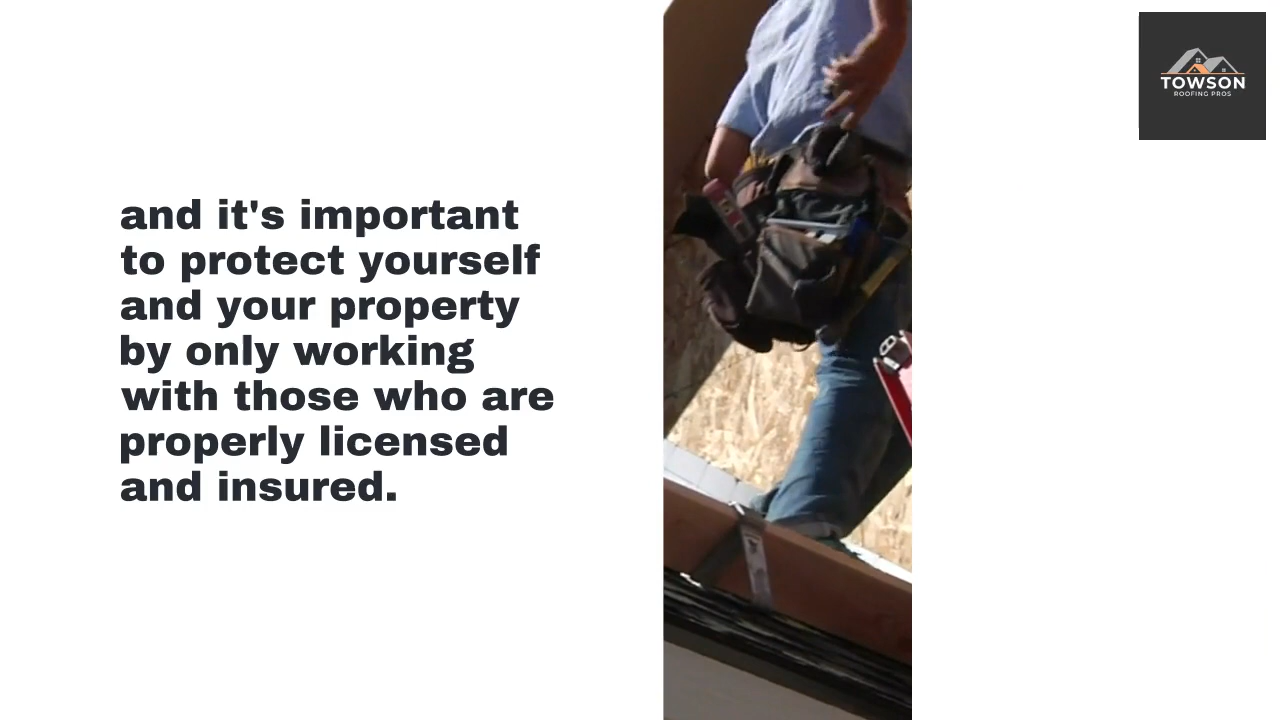 and it's important
to protect yourself
and your property
by only working
with those who are
properly licensed
and insured.
TOWSON
ROOFING PROS